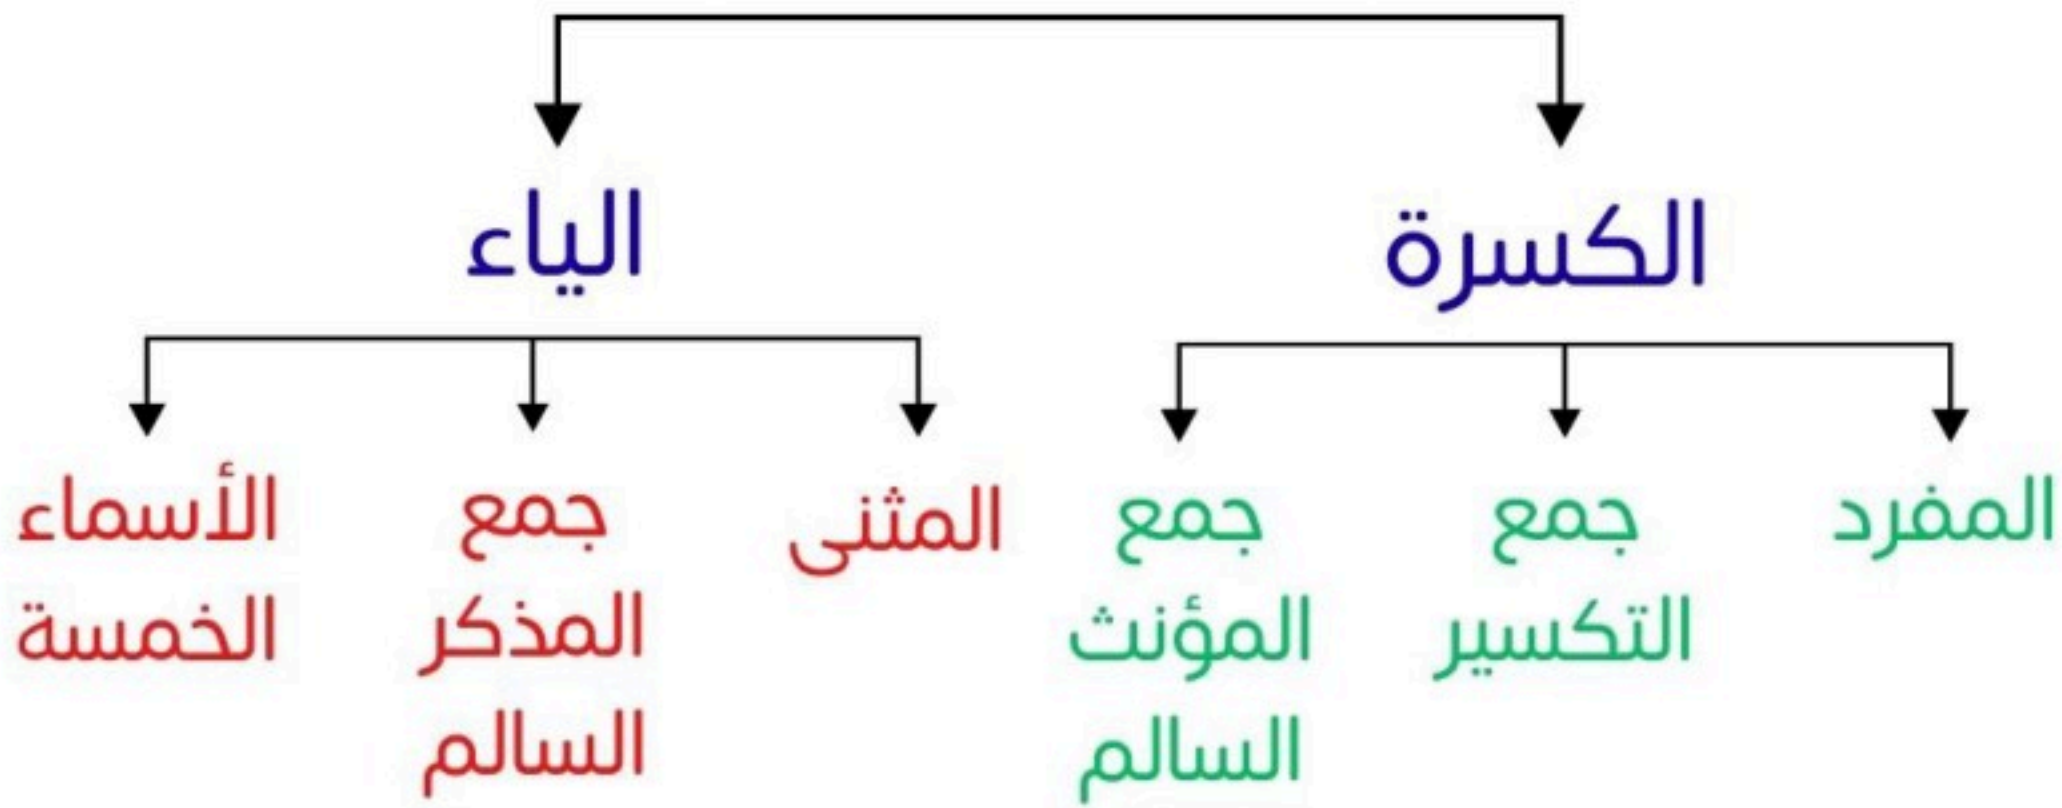 الكسرة
الياء
المفرد
جمع
التكسير
جمع
المؤنث
السالم
المثنى
جمع
المذكر
السالم
الأسماء
الخمسة